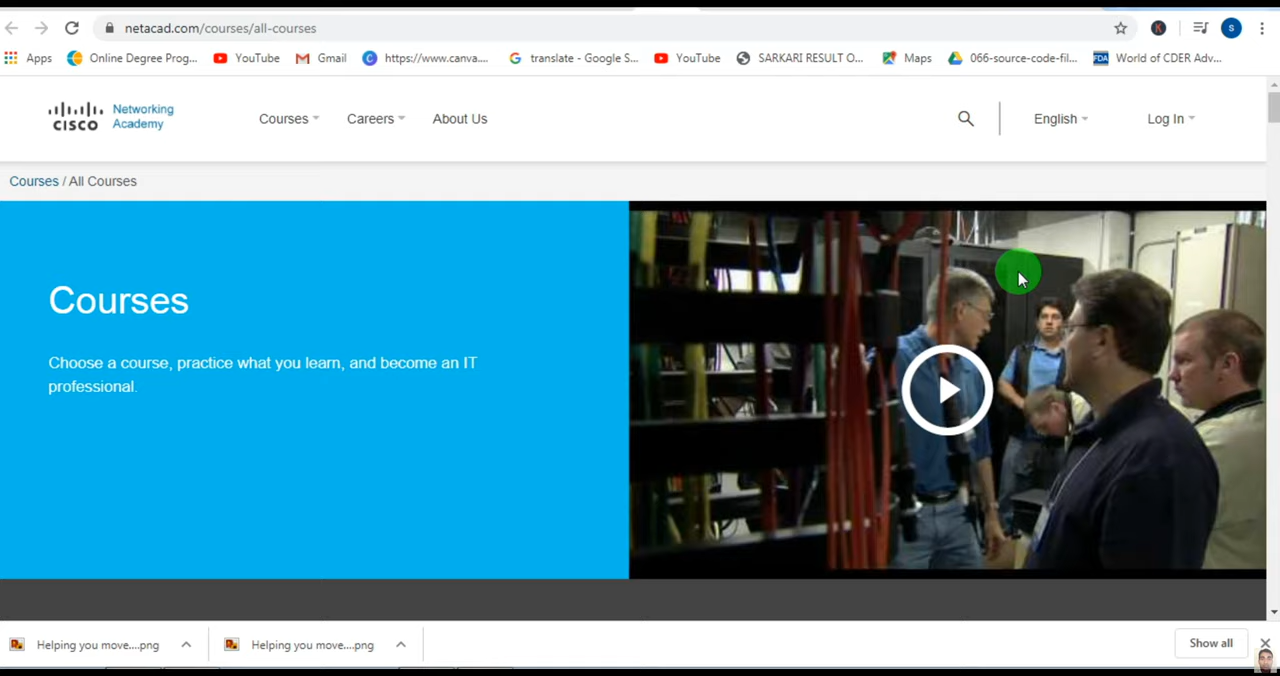 netacad.com/courses/all-courses
K
S
Apps
Online Degree Prog...
YouTube
Gmail
C
https://www.canva....
translate - Google S...
YouTube
SARKARI RESULT O...
Maps
066-source-code-fil...
FDA
World of CDER Adv...
CISCO
Networking
Academy
Courses
Careers
About Us
English
Log In
Courses / All Courses
Courses
Choose a course, practice what you learn, and become an IT
professional.
Helping you move....png
Helping you move....png
Show all